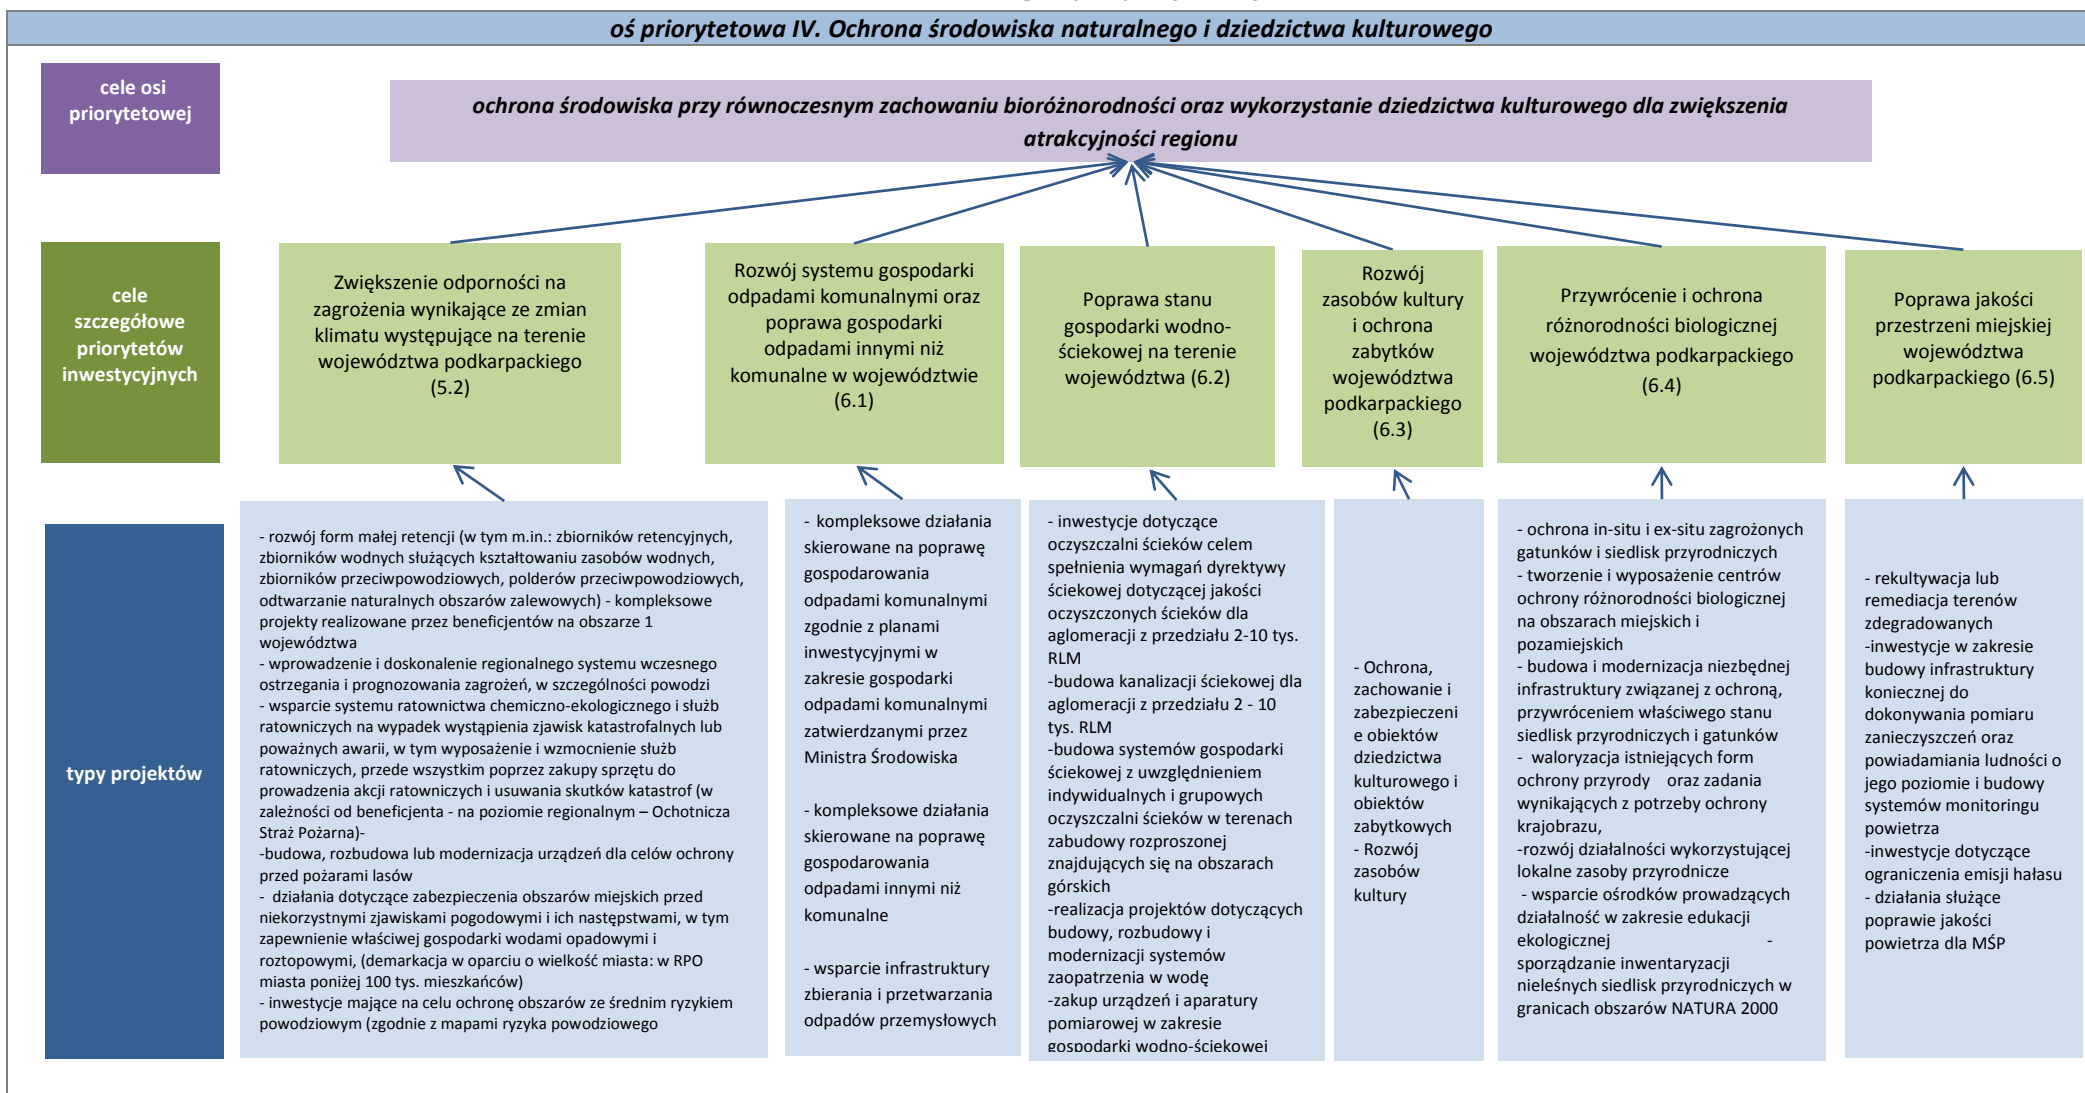 oś priorytetowa IV. Ochrona środowiska naturalnego i dziedzictwa kulturowego
cele osi
priorytetowej
ochrona środowiska przy równoczesnym zachowaniu bioróżnorodności oraz wykorzystanie dziedzictwa kulturowego dla zwiększenia
atrakcyjności regionu
cele
szczegółowe
priorytetów
inwestycyjnych
Zwiększenie odporności na
zagrożenia wynikające ze zmian
klimatu występujące na terenie
województwa podkarpackiego
(5.2)
Rozwój systemu gospodarki
odpadami komunalnymi oraz
poprawa gospodarki
odpadami innymi niż
komunalne w województwie
(6.1)
Poprawa stanu
gospodarki wodno-
ściekowej na terenie
województwa (6.2)
Rozwój
zasobów kultury
i ochrona
zabytków
województwa
podkarpackiego
(6.3)
Przywrócenie i ochrona
różnorodności biologicznej
województwa podkarpackiego
(6.4)
Poprawa jakości
przestrzeni miejskiej
województwa
podkarpackiego (6.5)
typy projektów
- rozwój form małej retencji (w tym m.in.: zbiorników retencyjnych,
zbiorników wodnych służących kształtowaniu zasobów wodnych,
zbiorników przeciwpowodziowych, polderów przeciwpowodziowych,
odtwarzanie naturalnych obszarów zalewowych) - kompleksowe
projekty realizowane przez beneficjentów na obszarze 1
województwa
- wprowadzenie i doskonalenie regionalnego systemu wczesnego
ostrzegania i prognozowania zagrożeń, w szczególności powodzi
- wsparcie systemu ratownictwa chemiczno-ekologicznego i służb
ratowniczych na wypadek wystąpienia zjawisk katastrofalnych lub
poważnych awarii, w tym wyposażenie i wzmocnienie służb
ratowniczych, przede wszystkim poprzez zakupy sprzętu do
prowadzenia akcji ratowniczych i usuwania skutków katastrof (w
zależności od beneficjenta - na poziomie regionalnym – Ochotnicza
Straż Pożarna)-
-budowa, rozbudowa lub modernizacja urządzeń dla celów ochrony
przed pożarami lasów
- działania dotyczące zabezpieczenia obszarów miejskich przed
niekorzystnymi zjawiskami pogodowymi i ich następstwami, w tym
zapewnienie właściwej gospodarki wodami opadowymi i
roztopowymi, (demarkacja w oparciu o wielkość miasta: w RPO
miasta poniżej 100 tys. mieszkańców)
- inwestycje mające na celu ochronę obszarów ze średnim ryzykiem
powodziowym (zgodnie z mapami ryzyka powodziowego
- kompleksowe działania
skierowane na poprawę
gospodarowania
odpadami komunalnymi
zgodnie z planami
inwestycyjnymi w
zakresie gospodarki
odpadami komunalnymi
zatwierdzanymi przez
Ministra Środowiska
- kompleksowe działania
skierowane na poprawę
gospodarowania
odpadami innymi niż
komunalne
- wsparcie infrastruktury
zbierania i przetwarzania
odpadów przemysłowych
- inwestycje dotyczące
oczyszczalni ścieków celem
spełnienia wymagań dyrektywy
ściekowej dotyczącej jakości
oczyszczonych ścieków dla
aglomeracji z przedziału 2-10 tys.
RLM
-budowa kanalizacji ściekowej dla
aglomeracji z przedziału 2 - 10
tys. RLM
-budowa systemów gospodarki
ściekowej z uwzględnieniem
indywidualnych i grupowych
oczyszczalni ścieków w terenach
zabudowy rozproszonej
znajdujących się na obszarach
górskich
-realizacja projektów dotyczących
budowy, rozbudowy i
modernizacji systemów
zaopatrzenia w wodę
-zakup urządzeń i aparatury
pomiarowej w zakresie
gospodarki wodno-ściekowej
- Ochrona,
zachowanie i
zabezpieczeni
e obiektów
dziedzictwa
kulturowego i
obiektów
zabytkowych
- Rozwój
zasobów
kultury
- ochrona in-situ i ex-situ zagrożonych
gatunków i siedlisk przyrodniczych
- tworzenie i wyposażenie centrów
ochrony różnorodności biologicznej
na obszarach miejskich i
pozamiejskich
- budowa i modernizacja niezbędnej
infrastruktury związanej z ochroną,
przywróceniem właściwego stanu
siedlisk przyrodniczych i gatunków
- waloryzacja istniejących form
ochrony przyrody oraz zadania
wynikających z potrzeby ochrony
krajobrazu,
-rozwój działalności wykorzystującej
lokalne zasoby przyrodnicze
- wsparcie ośrodków prowadzących
działalność w zakresie edukacji
ekologicznej -
sporządzanie inwentaryzacji
nieleśnych siedlisk przyrodniczych w
granicach obszarów NATURA 2000
- rekultywacja lub
remediacja terenów
zdegradowanych
-inwestycje w zakresie
budowy infrastruktury
koniecznej do
dokonywania pomiaru
zanieczyszczeń oraz
powiadamiania ludności o
jego poziomie i budowy
systemów monitoringu
powietrza
-inwestycje dotyczące
ograniczenia emisji hałasu
- działania służące
poprawie jakości
powietrza dla MŚP